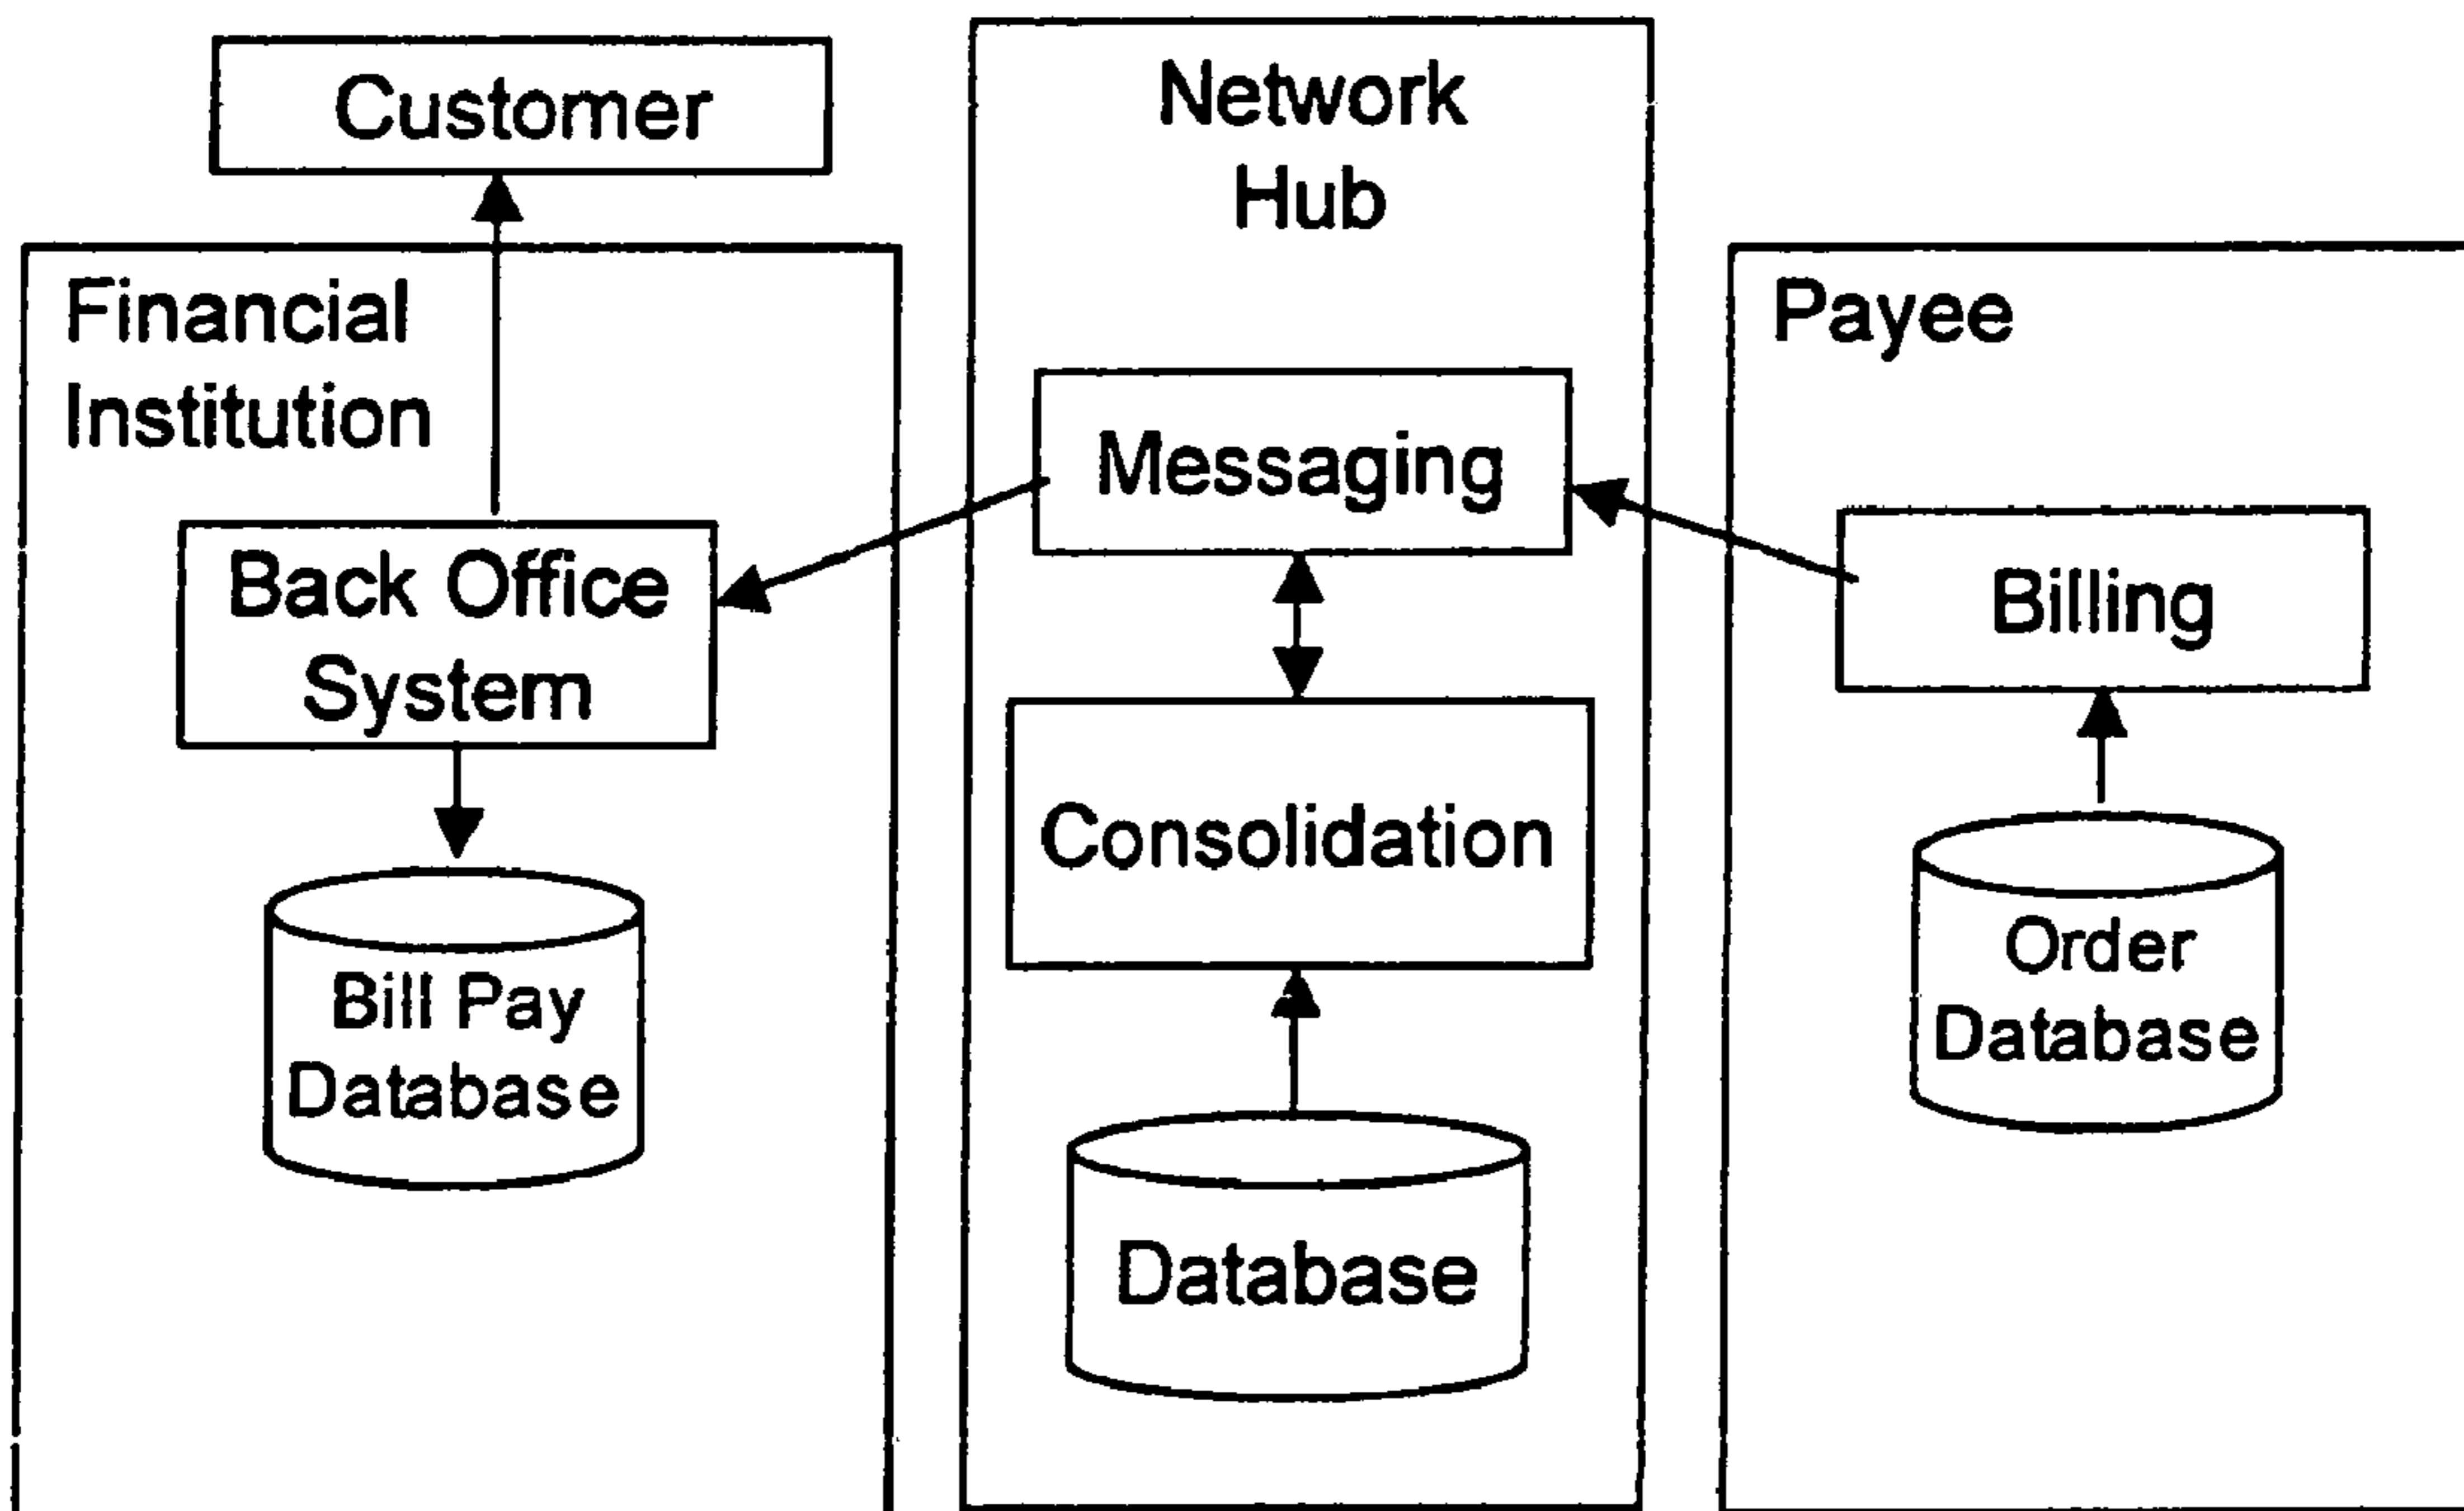 Customer
Network
Hub
Financial
Institution
Payee
Messaging
Back Office
System
Billing
Consolidation
Bill Pay
Database
Order
Database
Database